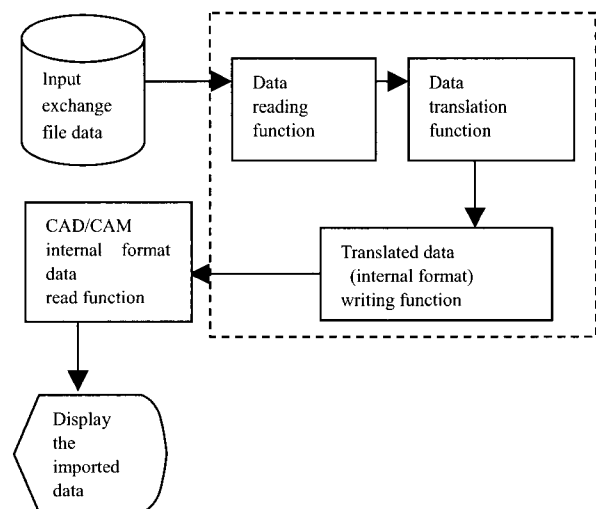 Input
exchange
file data
Data
reading
function
Data
translation
function
Translated data
(internal format)
writing function
CAD/CAM
internal format
data
read function
Display
the
imported
data